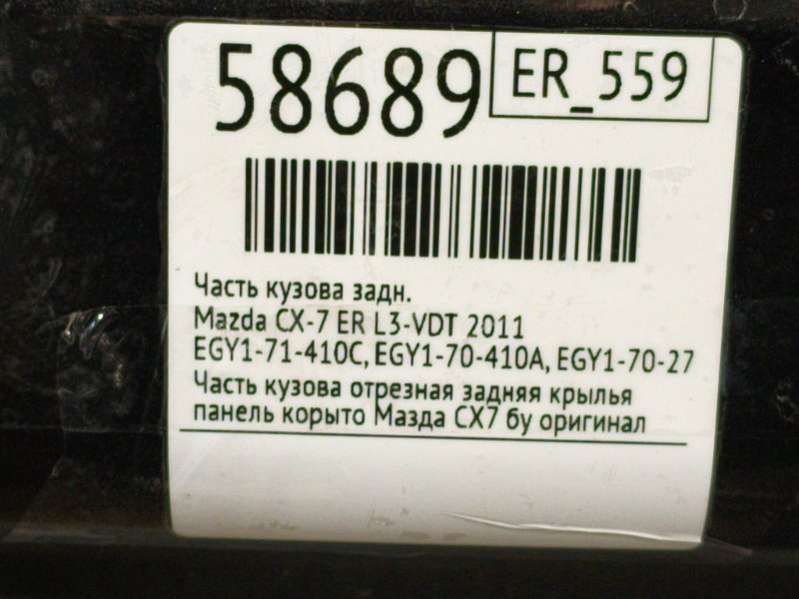 58689 ER_559
Часть кузова задн.
Mazda CX-7 ER L3-VDT 2011
EGY1-71-410C, EGY1-70-410A, EGY1-70-27
Часть кузова отрезная задняя крылья
панель корыто Мазда СХ7 бу оригинал